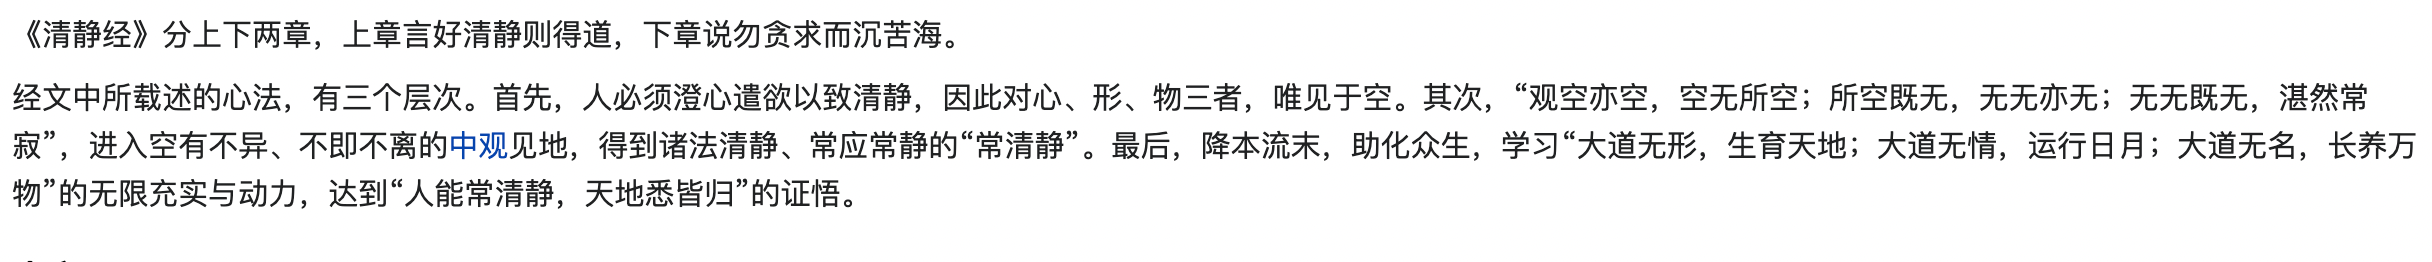 《清静经》分上下两章，上章言好清静则得道，下章说勿贪求而沉苦海。
经文中所载述的心法，有三个层次。首先，人必须澄心遣欲以致清静，因此对心、形、物三者，唯见于空。其次，“观空亦空，空无所空；所空既无，无无亦无；无无既无，湛然常
寂”，进入空有不异、不即不离的中观见地，得到诸法清静、常应常静的“常清静”。最后，降本流末，助化众生，学习“大道无形，生育天地；大道无情，运行日月；大道无名，长养万
物”的无限充实与动力，达到“人能常清静，天地悉皆归”的证悟。